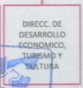 DIRECC. DE
DESARROLLO
ECONOMICO,
TURISMO Y
CULTURA